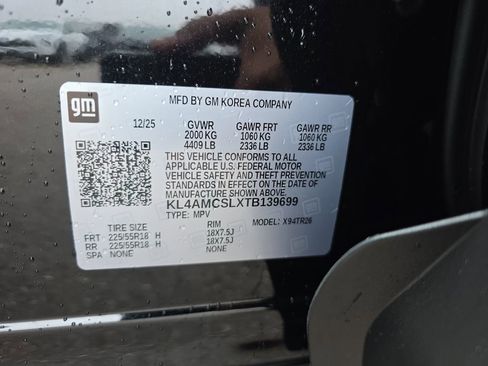 gm
MFD BY GM KOREA COMPANY
12/25 GVWR GAWR FRT GAWR RR
2000 KG 1060 KG 1060 KG
4409 LB 2336 LB 2336 LB
THIS VEHICLE CONFORMS TO ALL
APPLICABLE U.S. FEDERAL MOTOR
VEHICLE SAFETY AND THEFT PREVENTION
STANDARDS IN EFFECT ON THE DATE OF
MANUFACTURE SHOWN ABOVE.
KL4AMCSLXTB139699
TYPE: MPV MODEL: X94TR26
TIRE SIZE RIM
FRT 225/55R18 H 18X7.5J
RR 225/55R18 H 18X7.5J
SPA NONE NONE